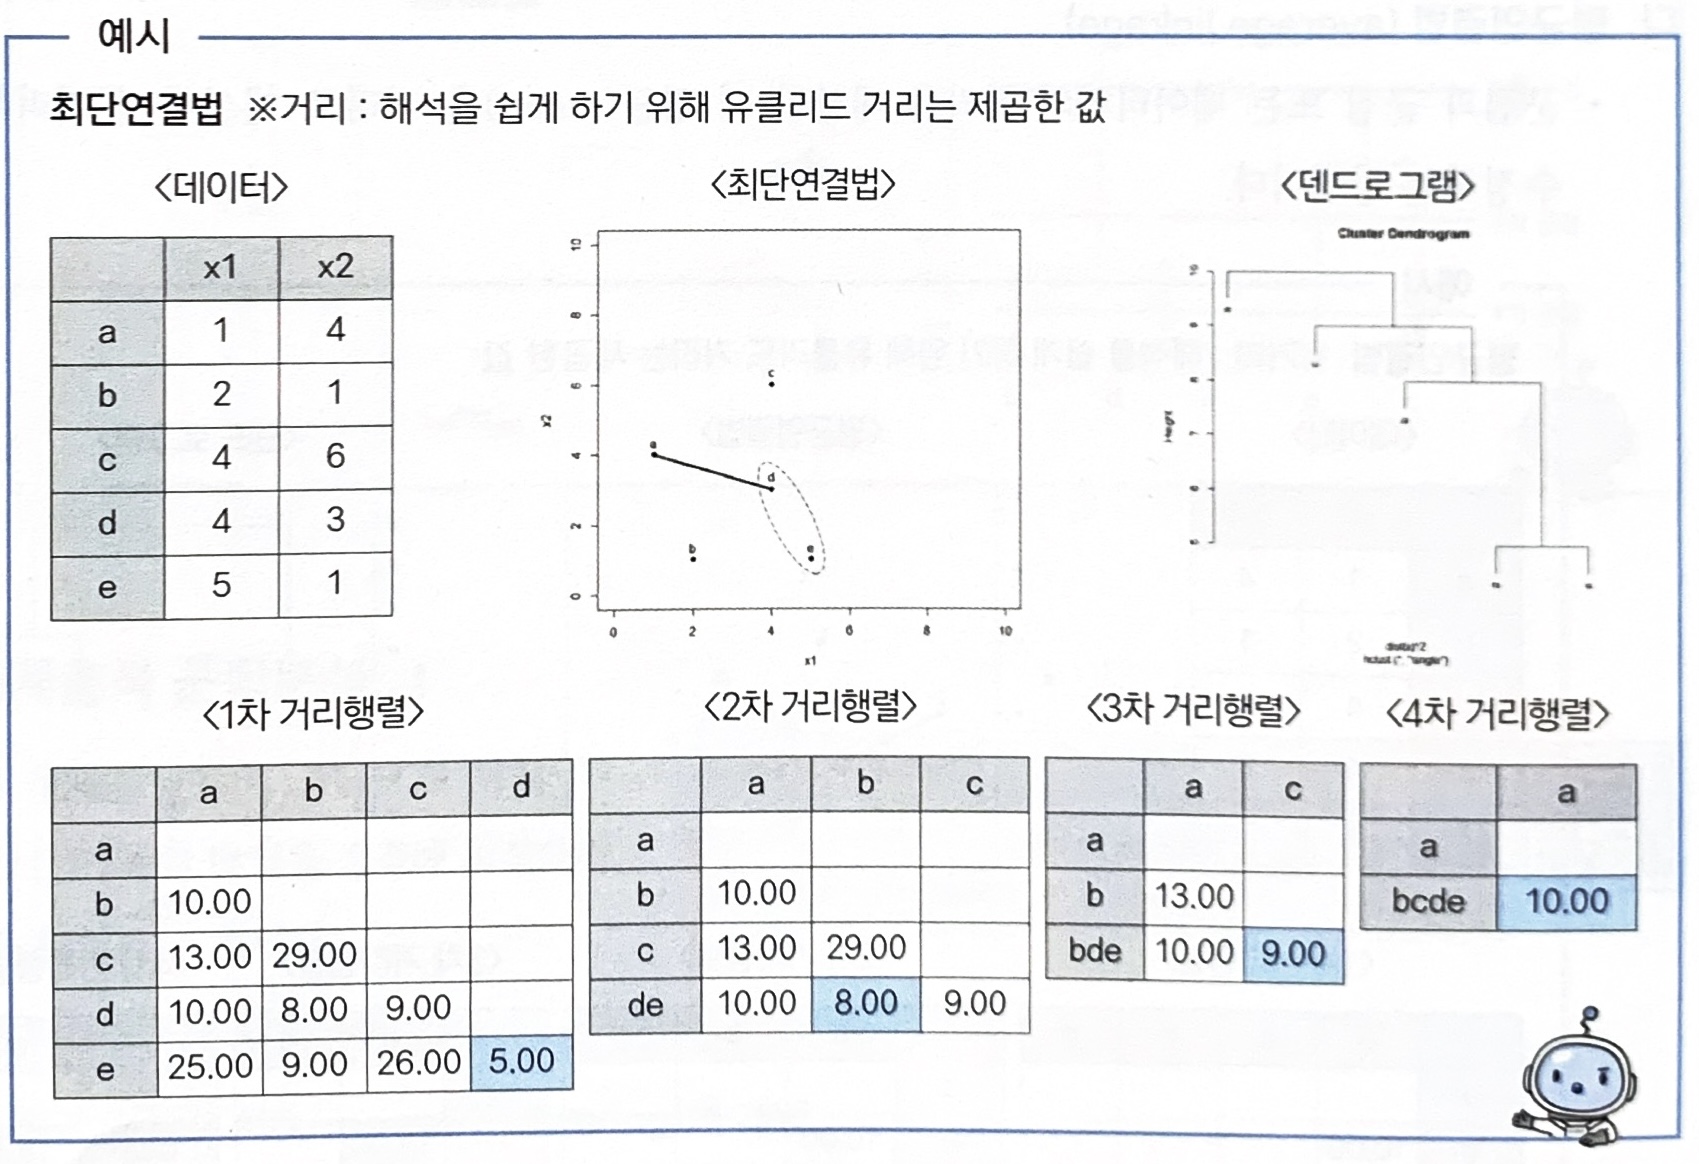 예시
최단연결법 ※거리 : 해석을 쉽게 하기 위해 유클리드 거리는 제곱한 값
<데이터>
x1 x2
a 1 4
b 2 1
c 4 6
d 4 3
e 5 1
<최단연결법>
10
8
6
4
2
0
x2
c
a
d
b
e
0 2 4 6 8 10
x1
<덴드로그램>
Cluster Dendrogram
Height
hclust (*, "single")
<1차 거리행렬>
a b c d
a
b 10.00
c 13.00 29.00
d 10.00 8.00 9.00
e 25.00 9.00 26.00 5.00
<2차 거리행렬>
a b c
a
b 10.00
c 13.00 29.00
de 10.00 8.00 9.00
<3차 거리행렬>
a c
a
b 13.00
bde 10.00 9.00
<4차 거리행렬>
a
a
bcde 10.00